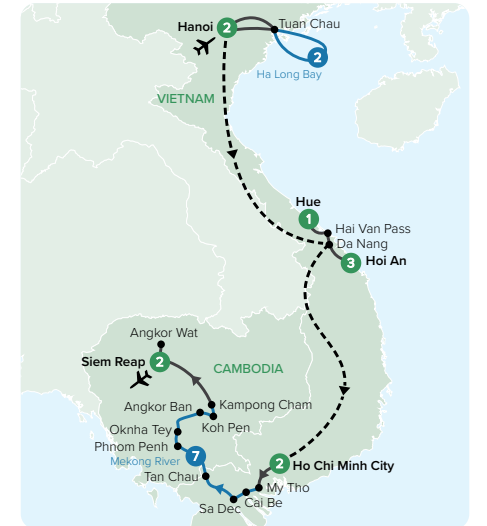 Hanoi 2 Tuan Chau
2
Ha Long Bay
VIETNAM
Hue
1
Hai Van Pass
Da Nang
3 Hoi An
Angkor Wat
Siem Reap 2
CAMBODIA
Angkor Ban
Kampong Cham
Koh Pen
Oknha Tey
Phnom Penh
Mekong River 7
2 Ho Chi Minh City
Tan Chau
My Tho
Cai Be
Sa Dec